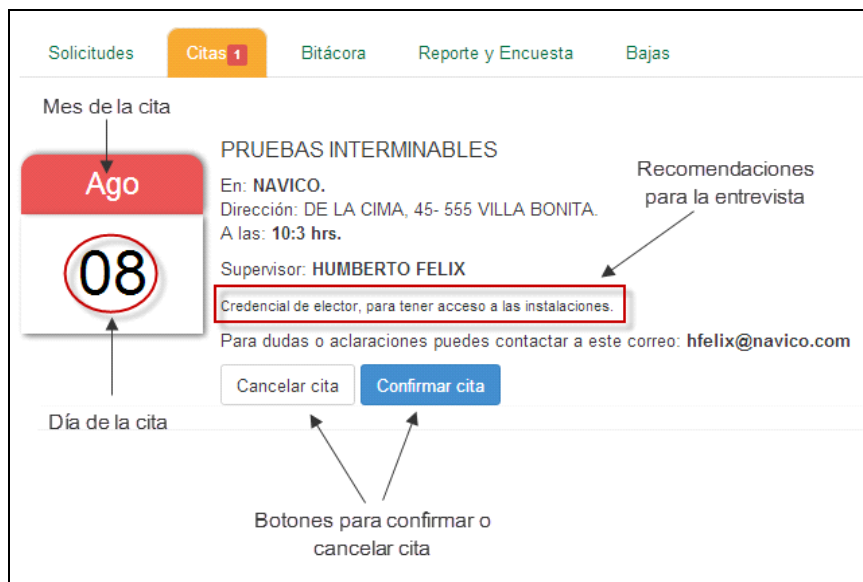 Solicitudes
Citas 1
Bitácora
Reporte y Encuesta
Bajas
Mes de la cita
Ago
08
Día de la cita
PRUEBAS INTERMINABLES
En: NAVICO.
Dirección: DE LA CIMA, 45- 555 VILLA BONITA.
A las: 10:3 hrs.
Supervisor: HUMBERTO FELIX
Recomendaciones
para la entrevista
Credencial de elector, para tener acceso a las instalaciones.
Para dudas o aclaraciones puedes contactar a este correo: hfelix@navico.com
Cancelar cita
Confirmar cita
Botones para confirmar o
cancelar cita